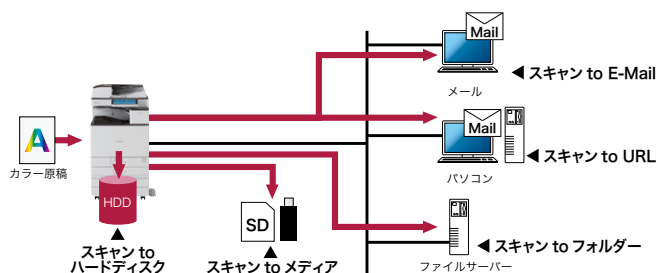 Mail
◀ スキャン to E-Mail
メール
A
カラー原稿
Mail
◀ スキャン to URL
パソコン
HDD
SD
▲
スキャン to
ハードディスク
▲
スキャン to メディア
◀ スキャン to フォルダー
ファイルサーバー